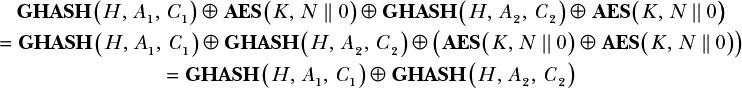 GHASH(H, A₁, C₁) ⊕ AES(K, N ∥ 0) ⊕ GHASH(H, A₂, C₂) ⊕ AES(K, N ∥ 0)
= GHASH(H, A₁, C₁) ⊕ GHASH(H, A₂, C₂) ⊕ (AES(K, N ∥ 0) ⊕ AES(K, N ∥ 0))
= GHASH(H, A₁, C₁) ⊕ GHASH(H, A₂, C₂)